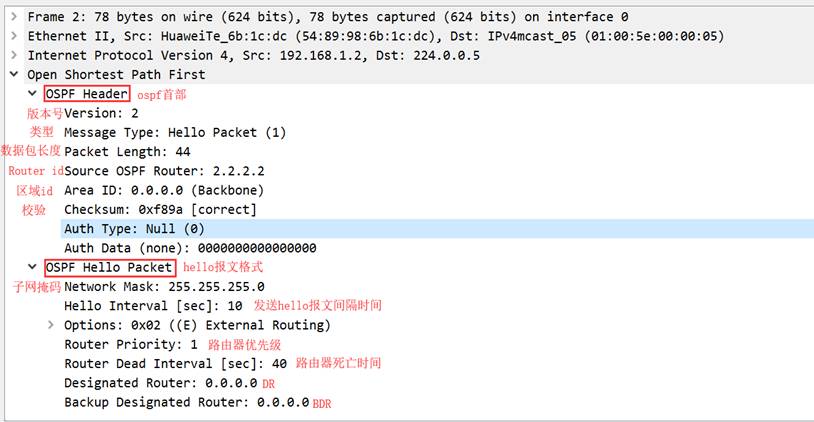 Frame 2: 78 bytes on wire (624 bits), 78 bytes captured (624 bits) on interface 0
Ethernet II, Src: HuaweiTe_6b:1c:dc (54:89:98:6b:1c:dc), Dst: IPv4mcast_05 (01:00:5e:00:00:05)
Internet Protocol Version 4, Src: 192.168.1.2, Dst: 224.0.0.5
Open Shortest Path First
OSPF Header ospf首部
版本号 Version: 2
类型 Message Type: Hello Packet (1)
数据包长度 Packet Length: 44
Router id Source OSPF Router: 2.2.2.2
区域id Area ID: 0.0.0.0 (Backbone)
校验 Checksum: 0xf89a [correct]
Auth Type: Null (0)
Auth Data (none): 0000000000000000
OSPF Hello Packet hello报文格式
子网掩码 Network Mask: 255.255.255.0
Hello Interval [sec]: 10 发送hello报文间隔时间
Options: 0x02 ((E) External Routing)
Router Priority: 1 路由器优先级
Router Dead Interval [sec]: 40 路由器死亡时间
Designated Router: 0.0.0.0 DR
Backup Designated Router: 0.0.0.0 BDR